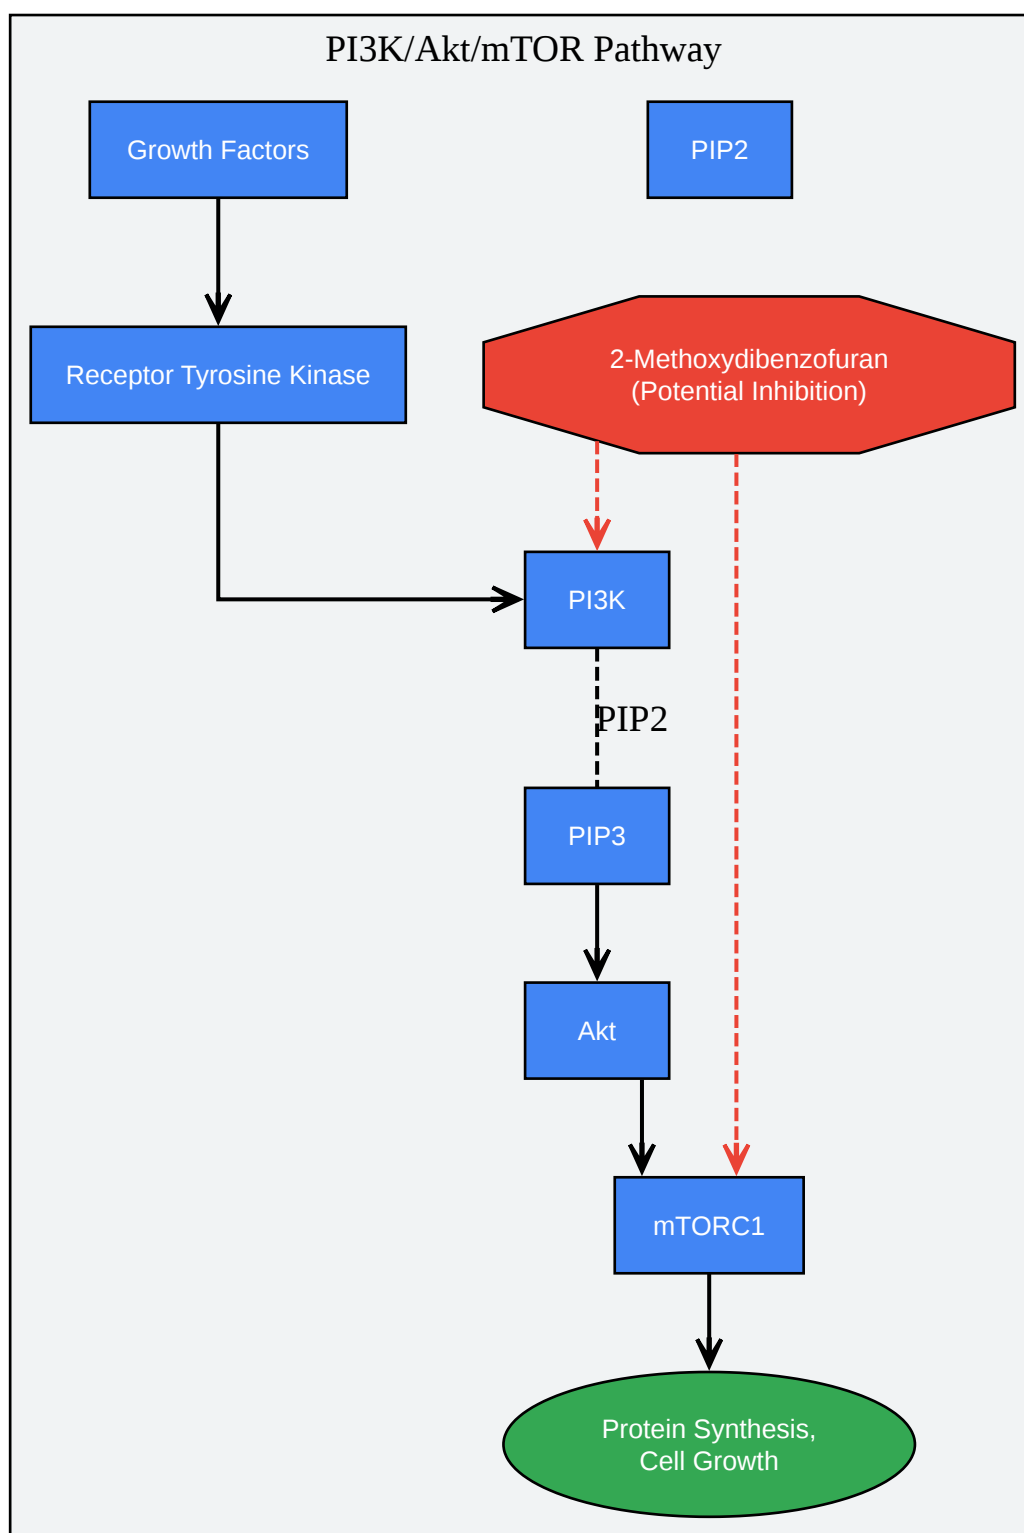 PI3K/Akt/mTOR Pathway
Growth Factors
PIP2
Receptor Tyrosine Kinase
2-Methoxydibenzofuran
(Potential Inhibition)
PI3K
PIP2
PIP3
Akt
mTORC1
Protein Synthesis,
Cell Growth